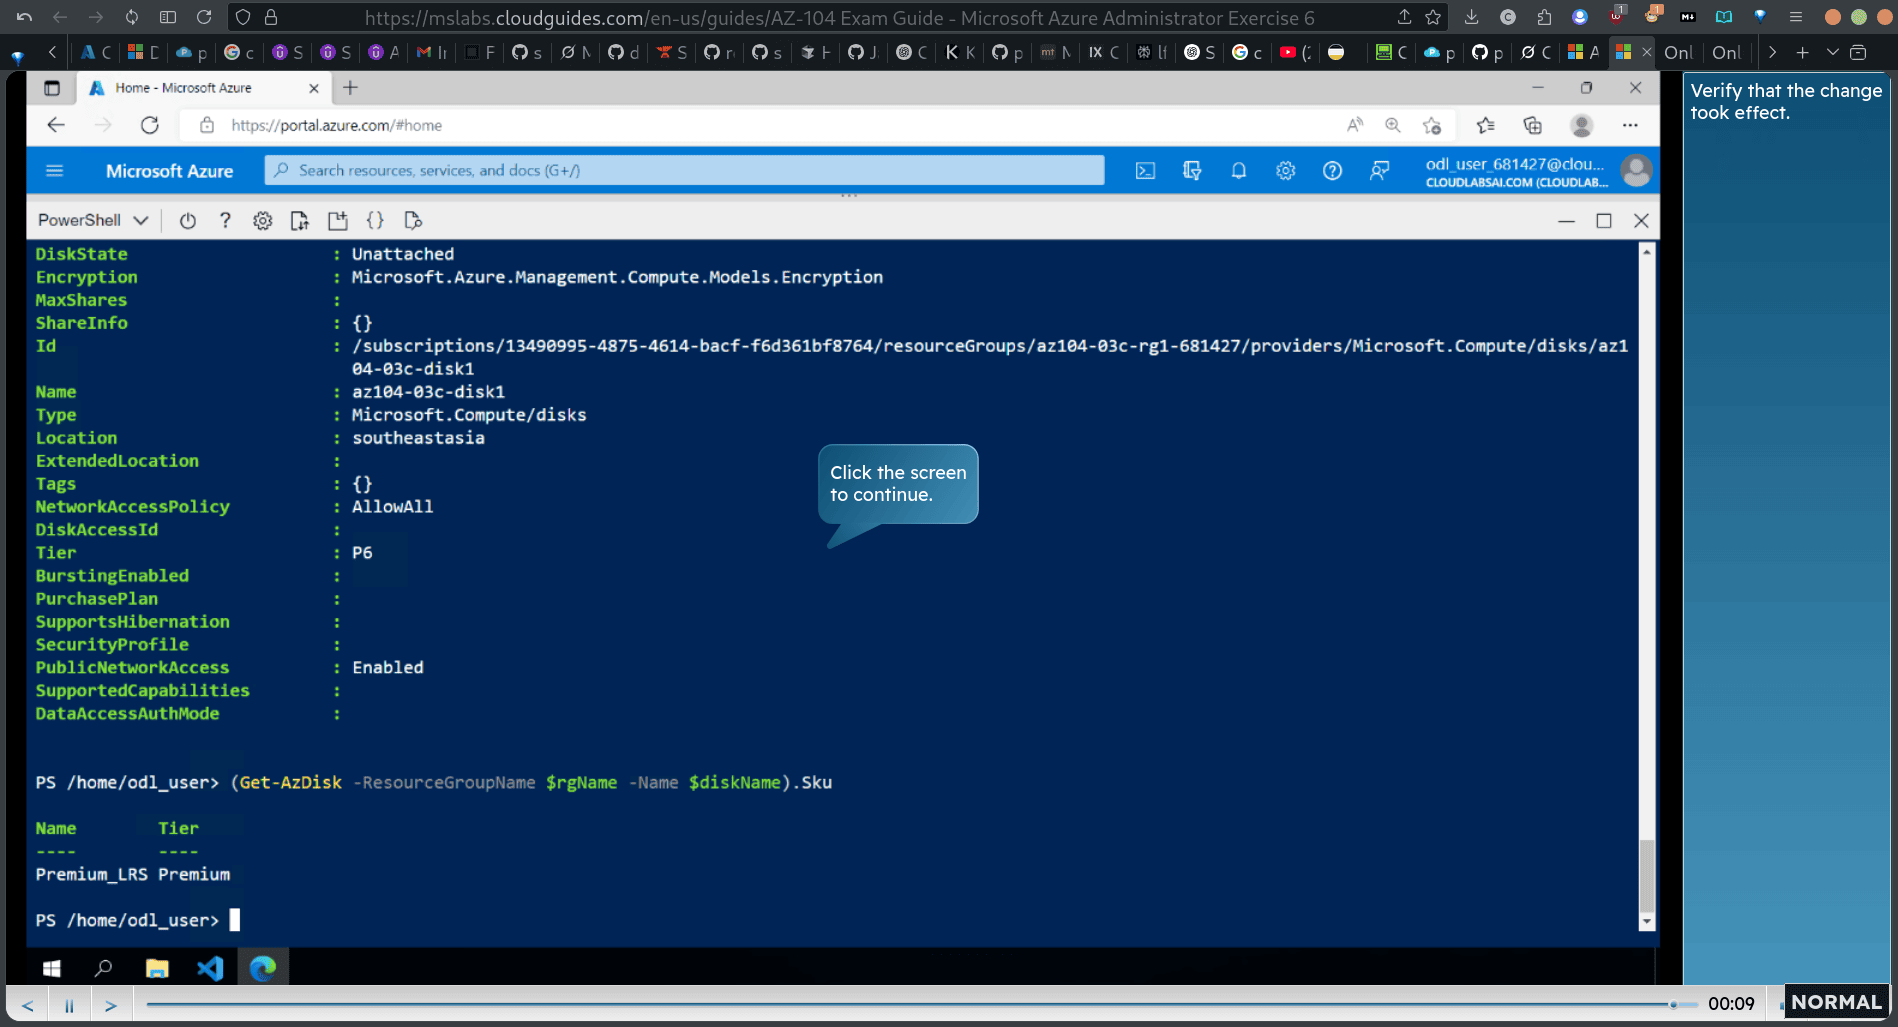 https://mslabs.cloudguides.com/en-us/guides/AZ-104 Exam Guide - Microsoft Azure Administrator Exercise 6
Onl
Onl
Home - Microsoft Azure
https://portal.azure.com/#home
Microsoft Azure
Search resources, services, and docs (G+/)
odl_user_681427@clou...
CLOUDLABSAI.COM (CLOUDLAB...
PowerShell
DiskState : Unattached
Encryption : Microsoft.Azure.Management.Compute.Models.Encryption
MaxShares :
ShareInfo : {}
Id : /subscriptions/13490995-4875-4614-bacf-f6d361bf8764/resourceGroups/az104-03c-rg1-681427/providers/Microsoft.Compute/disks/az1
04-03c-disk1
Name : az104-03c-disk1
Type : Microsoft.Compute/disks
Location : southeastasia
ExtendedLocation :
Tags : {}
NetworkAccessPolicy : AllowAll
DiskAccessId :
Tier : P6
BurstingEnabled :
PurchasePlan :
SupportsHibernation :
SecurityProfile :
PublicNetworkAccess : Enabled
SupportedCapabilities :
DataAccessAuthMode :
PS /home/odl_user> (Get-AzDisk -ResourceGroupName $rgName -Name $diskName).Sku
Name Tier
---- ----
Premium_LRS Premium
PS /home/odl_user>
Click the screen
to continue.
Verify that the change
took effect.
00:09
NORMAL